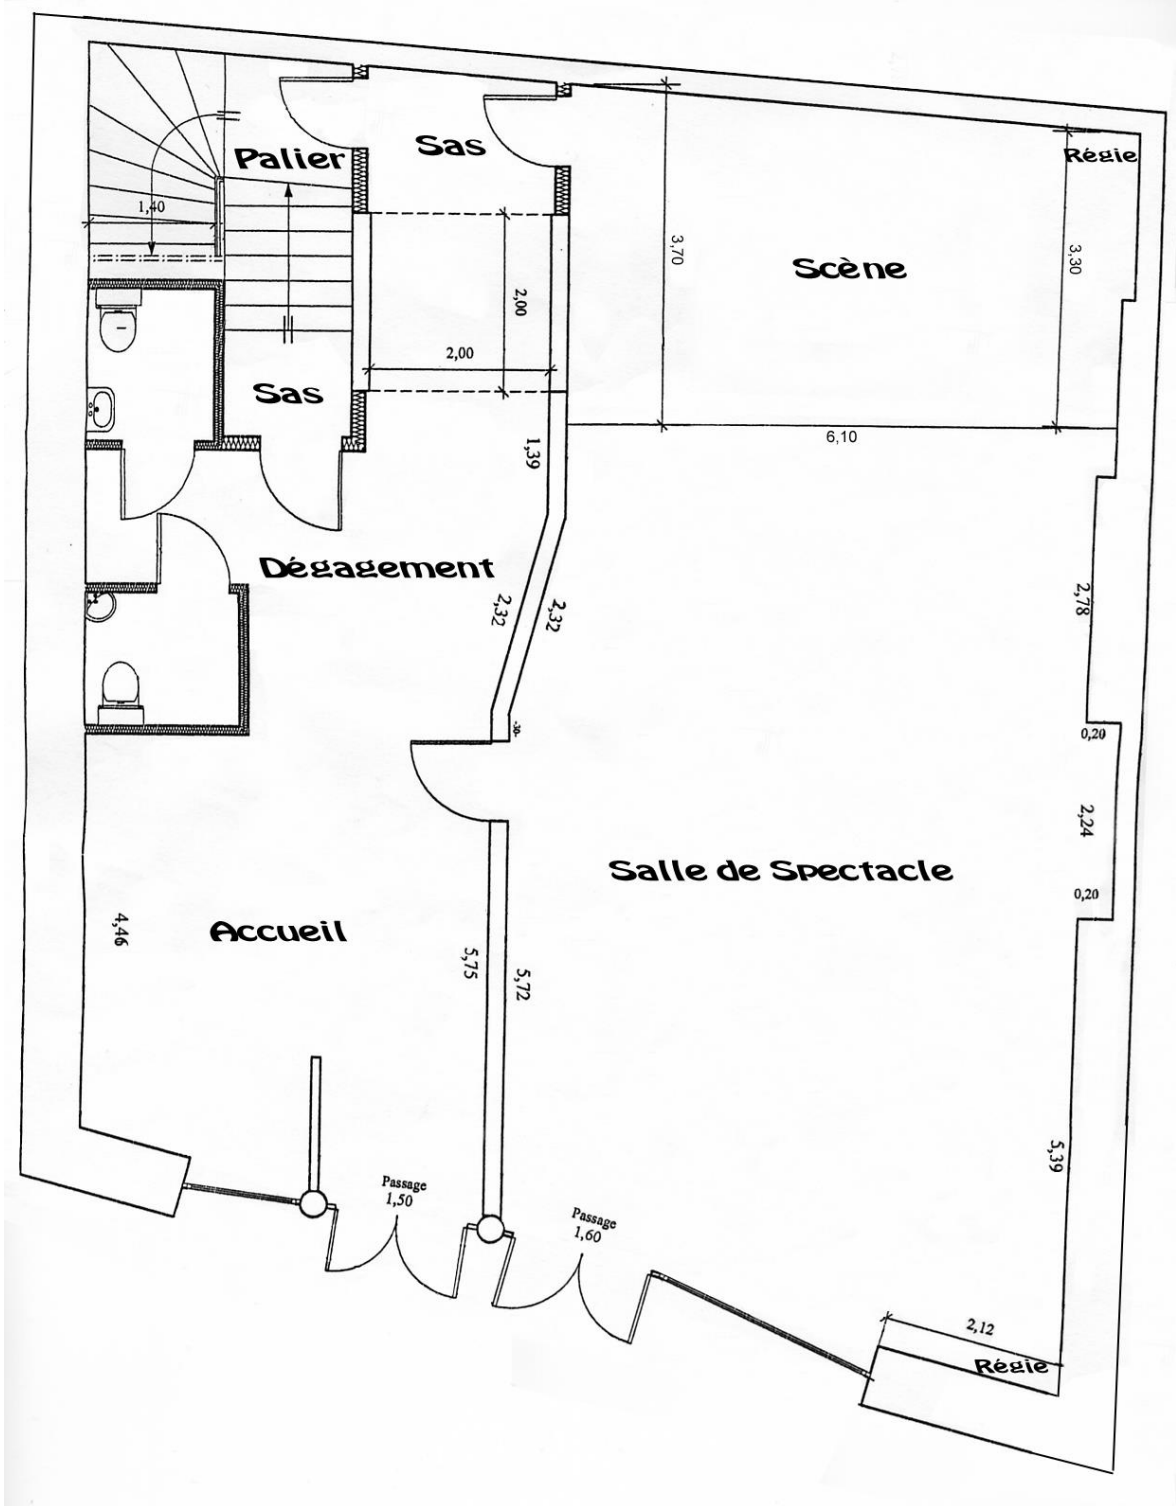 Sas
Palier
Régie
1,40
3,70
3,30
Scène
2,00
2,00
Sas
6,10
1,39
Dégagement
2,32
2,32
2,78
-30-
0,20
2,24
Salle de Spectacle
0,20
4,46
Accueil
5,75
5,72
5,39
Passage
1,50
Passage
1,60
2,12
Régie